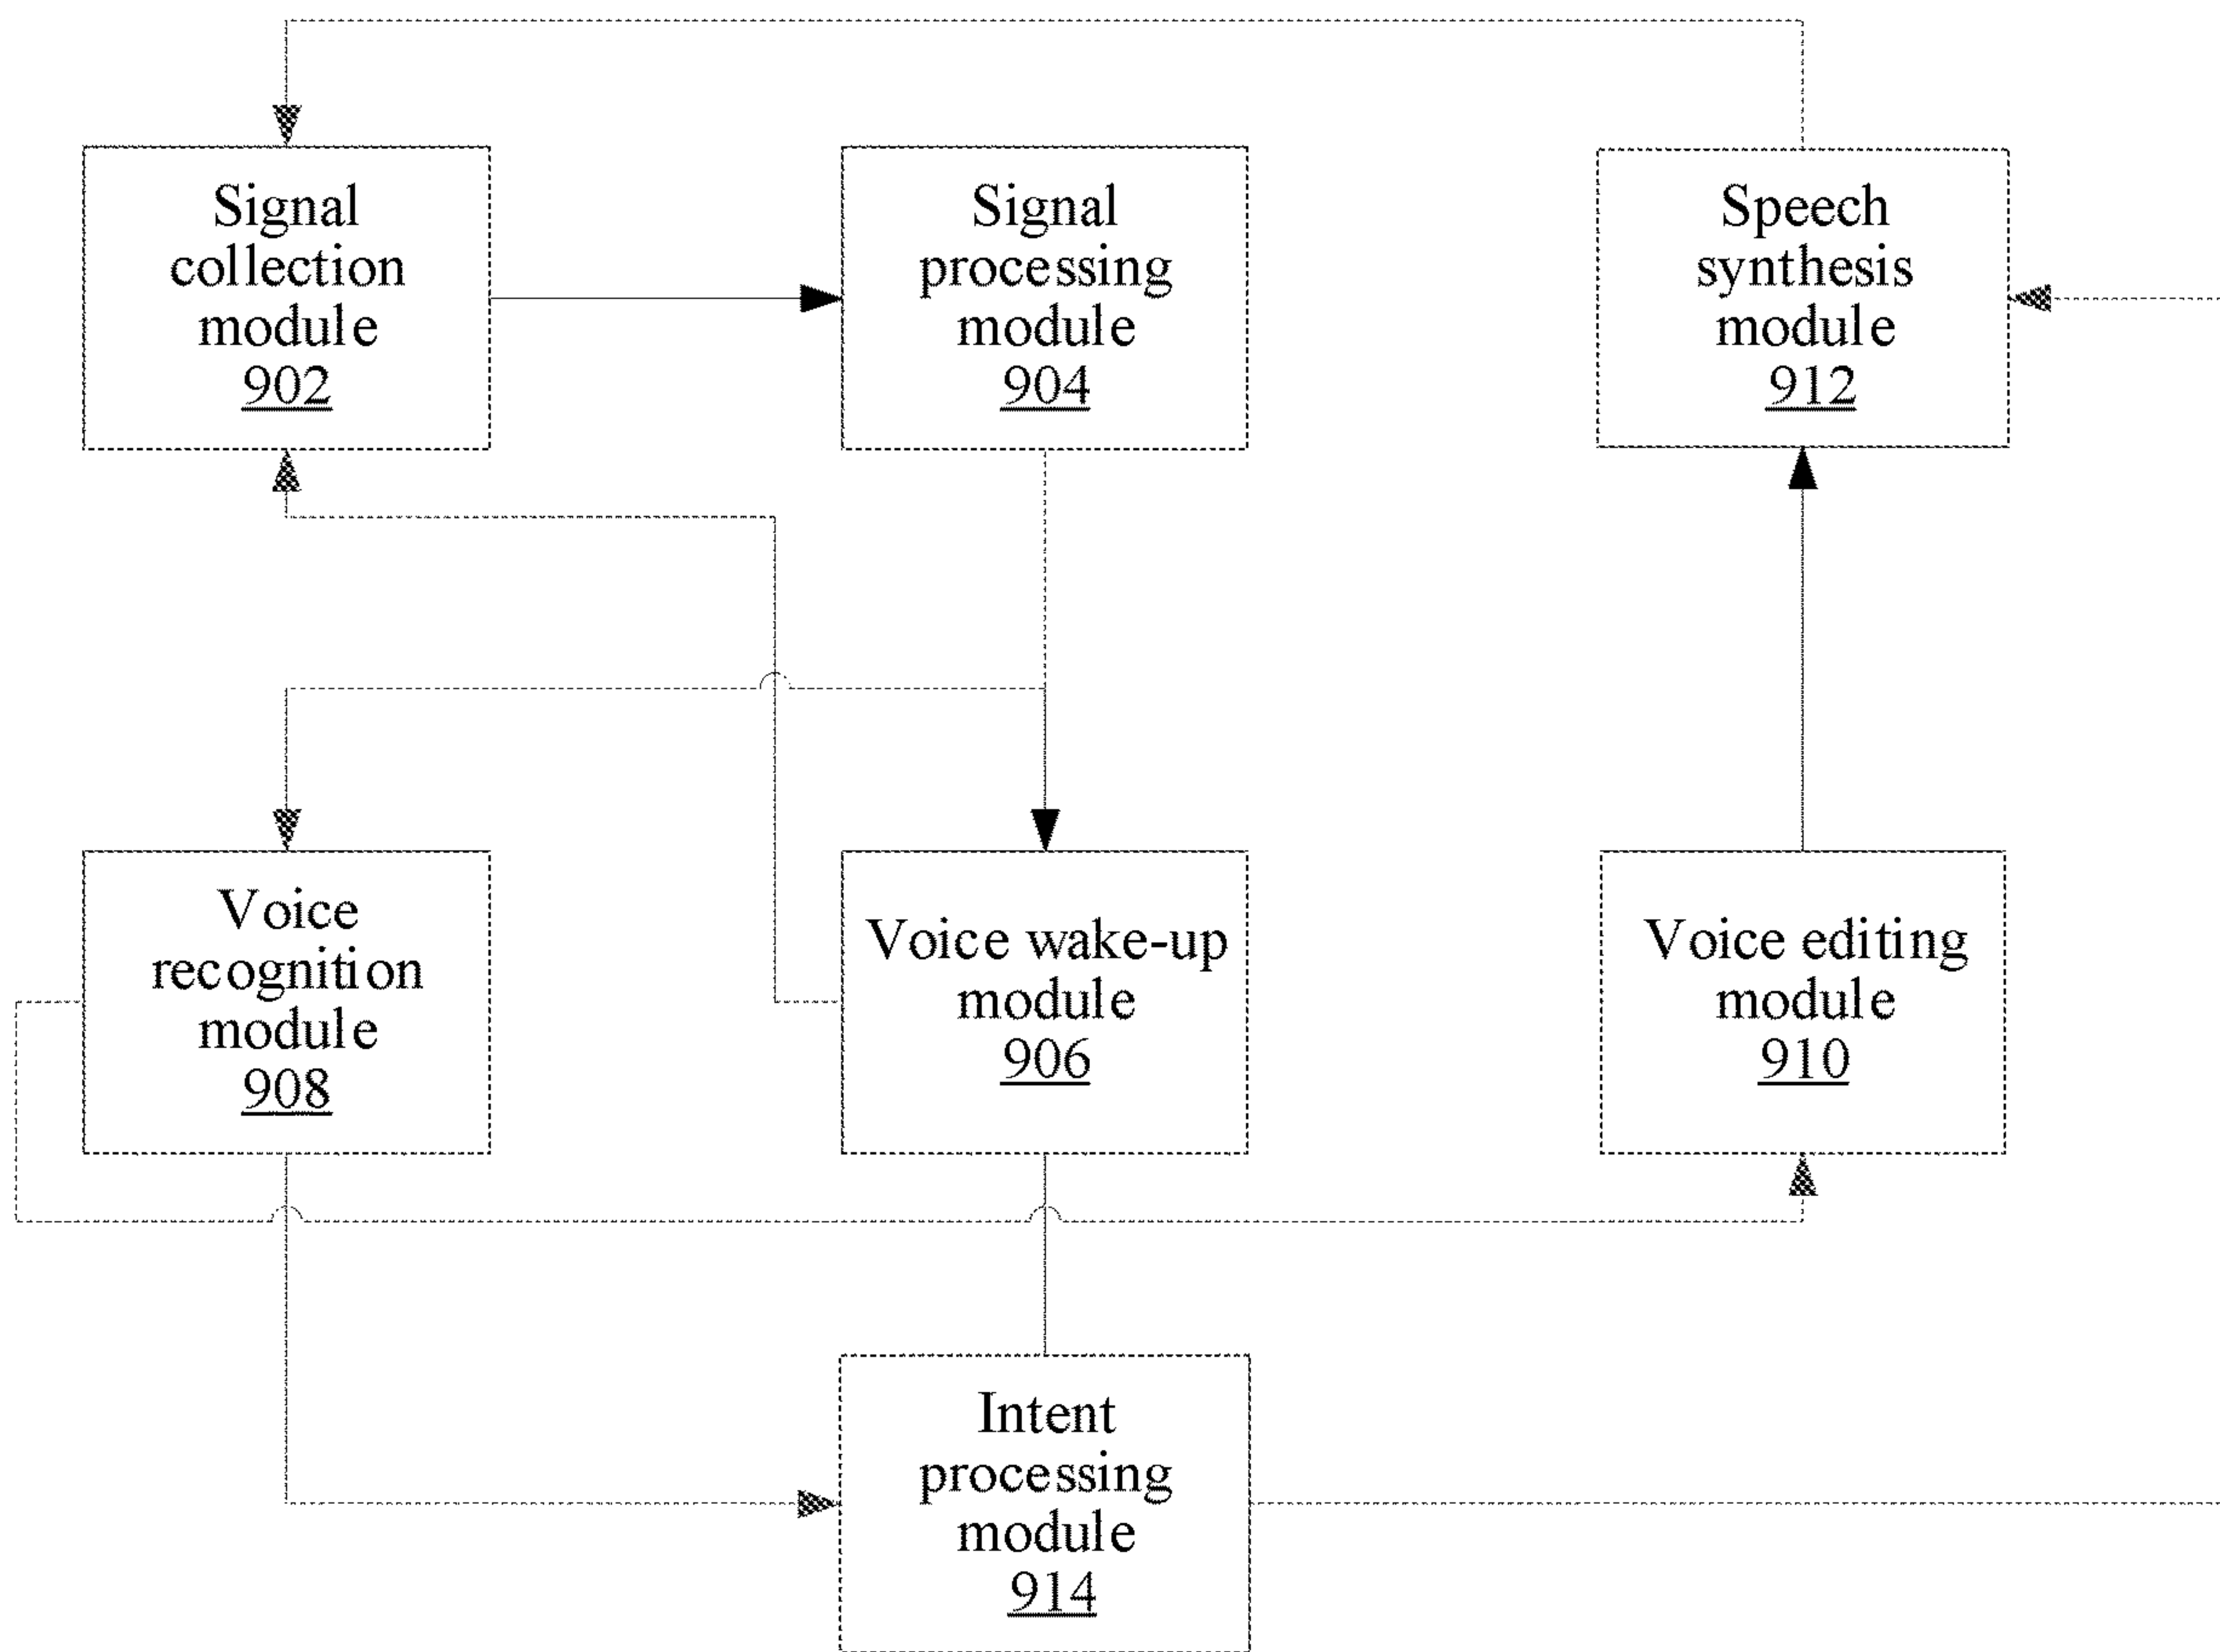 Signal
collection
module
902
Signal
processing
module
904
Speech
synthesis
module
912
Voice
recognition
module
908
Voice wake-up
module
906
Voice editing
module
910
Intent
processing
module
914